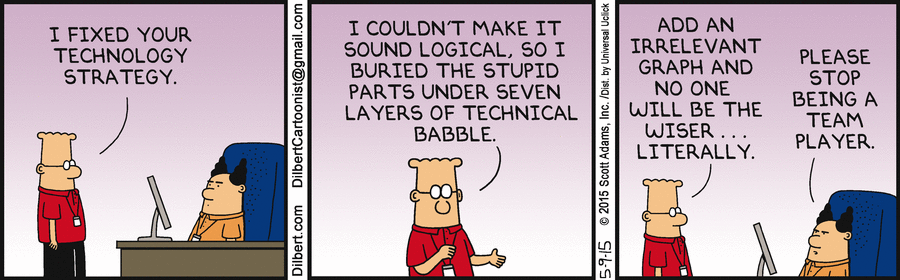 I FIXED YOUR
TECHNOLOGY
STRATEGY.
Dilbert.com DilbertCartoonist@gmail.com
I COULDN'T MAKE IT
SOUND LOGICAL, SO I
BURIED THE STUPID
PARTS UNDER SEVEN
LAYERS OF TECHNICAL
BABBLE.
5-9-15 © 2015 Scott Adams, Inc. /Dist. by Universal Uclick
ADD AN
IRRELEVANT
GRAPH AND
NO ONE
WILL BE THE
WISER...
LITERALLY.
PLEASE
STOP
BEING A
TEAM
PLAYER.